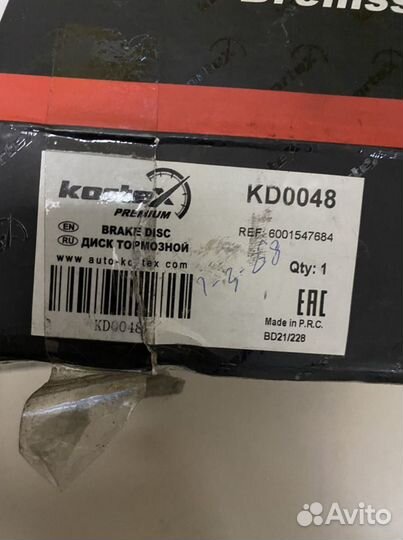 kortex
PREMIUM
KD0048
EN BRAKE DISC
RU ДИСК ТОРМОЗНОЙ
REF: 6001547684
www.auto-kortex.com
Qty: 1
KD0048
EAC
Made in P.R.C.
BD21/228
Avito